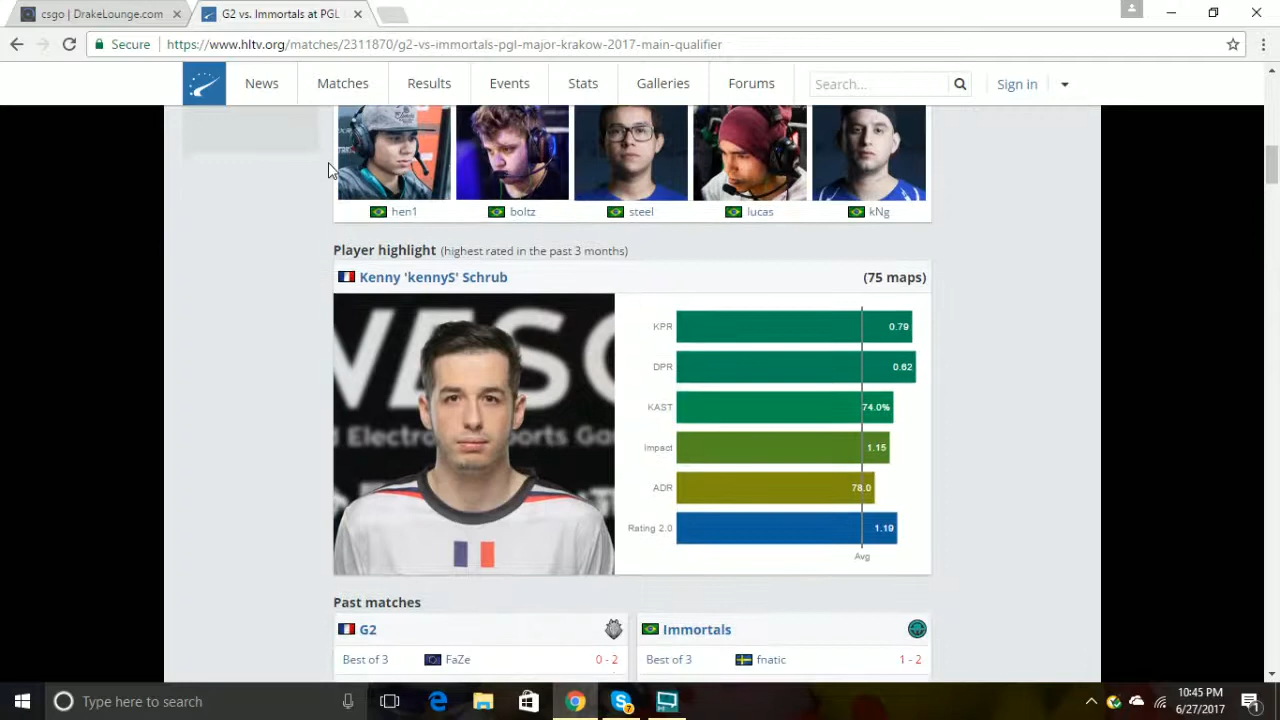 csgo | DrakeLounge.com
G2 vs. Immortals at PGL
Secure https://www.hltv.org/matches/2311870/g2-vs-immortals-pgl-major-krakow-2017-main-qualifier
News Matches Results Events Stats Galleries Forums Search... Sign in
hen1 boltz steel lucas kNg
Player highlight (highest rated in the past 3 months)
Kenny 'kennyS' Schrub (75 maps)
KPR 0.79
DPR 0.62
KAST 74.0%
Impact 1.15
ADR 78.0
Rating 2.0 1.19
Avg
Past matches
G2 Immortals
Best of 3 FaZe 0 - 2 Best of 3 fnatic 1 - 2
Type here to search
10:45 PM
6/27/2017